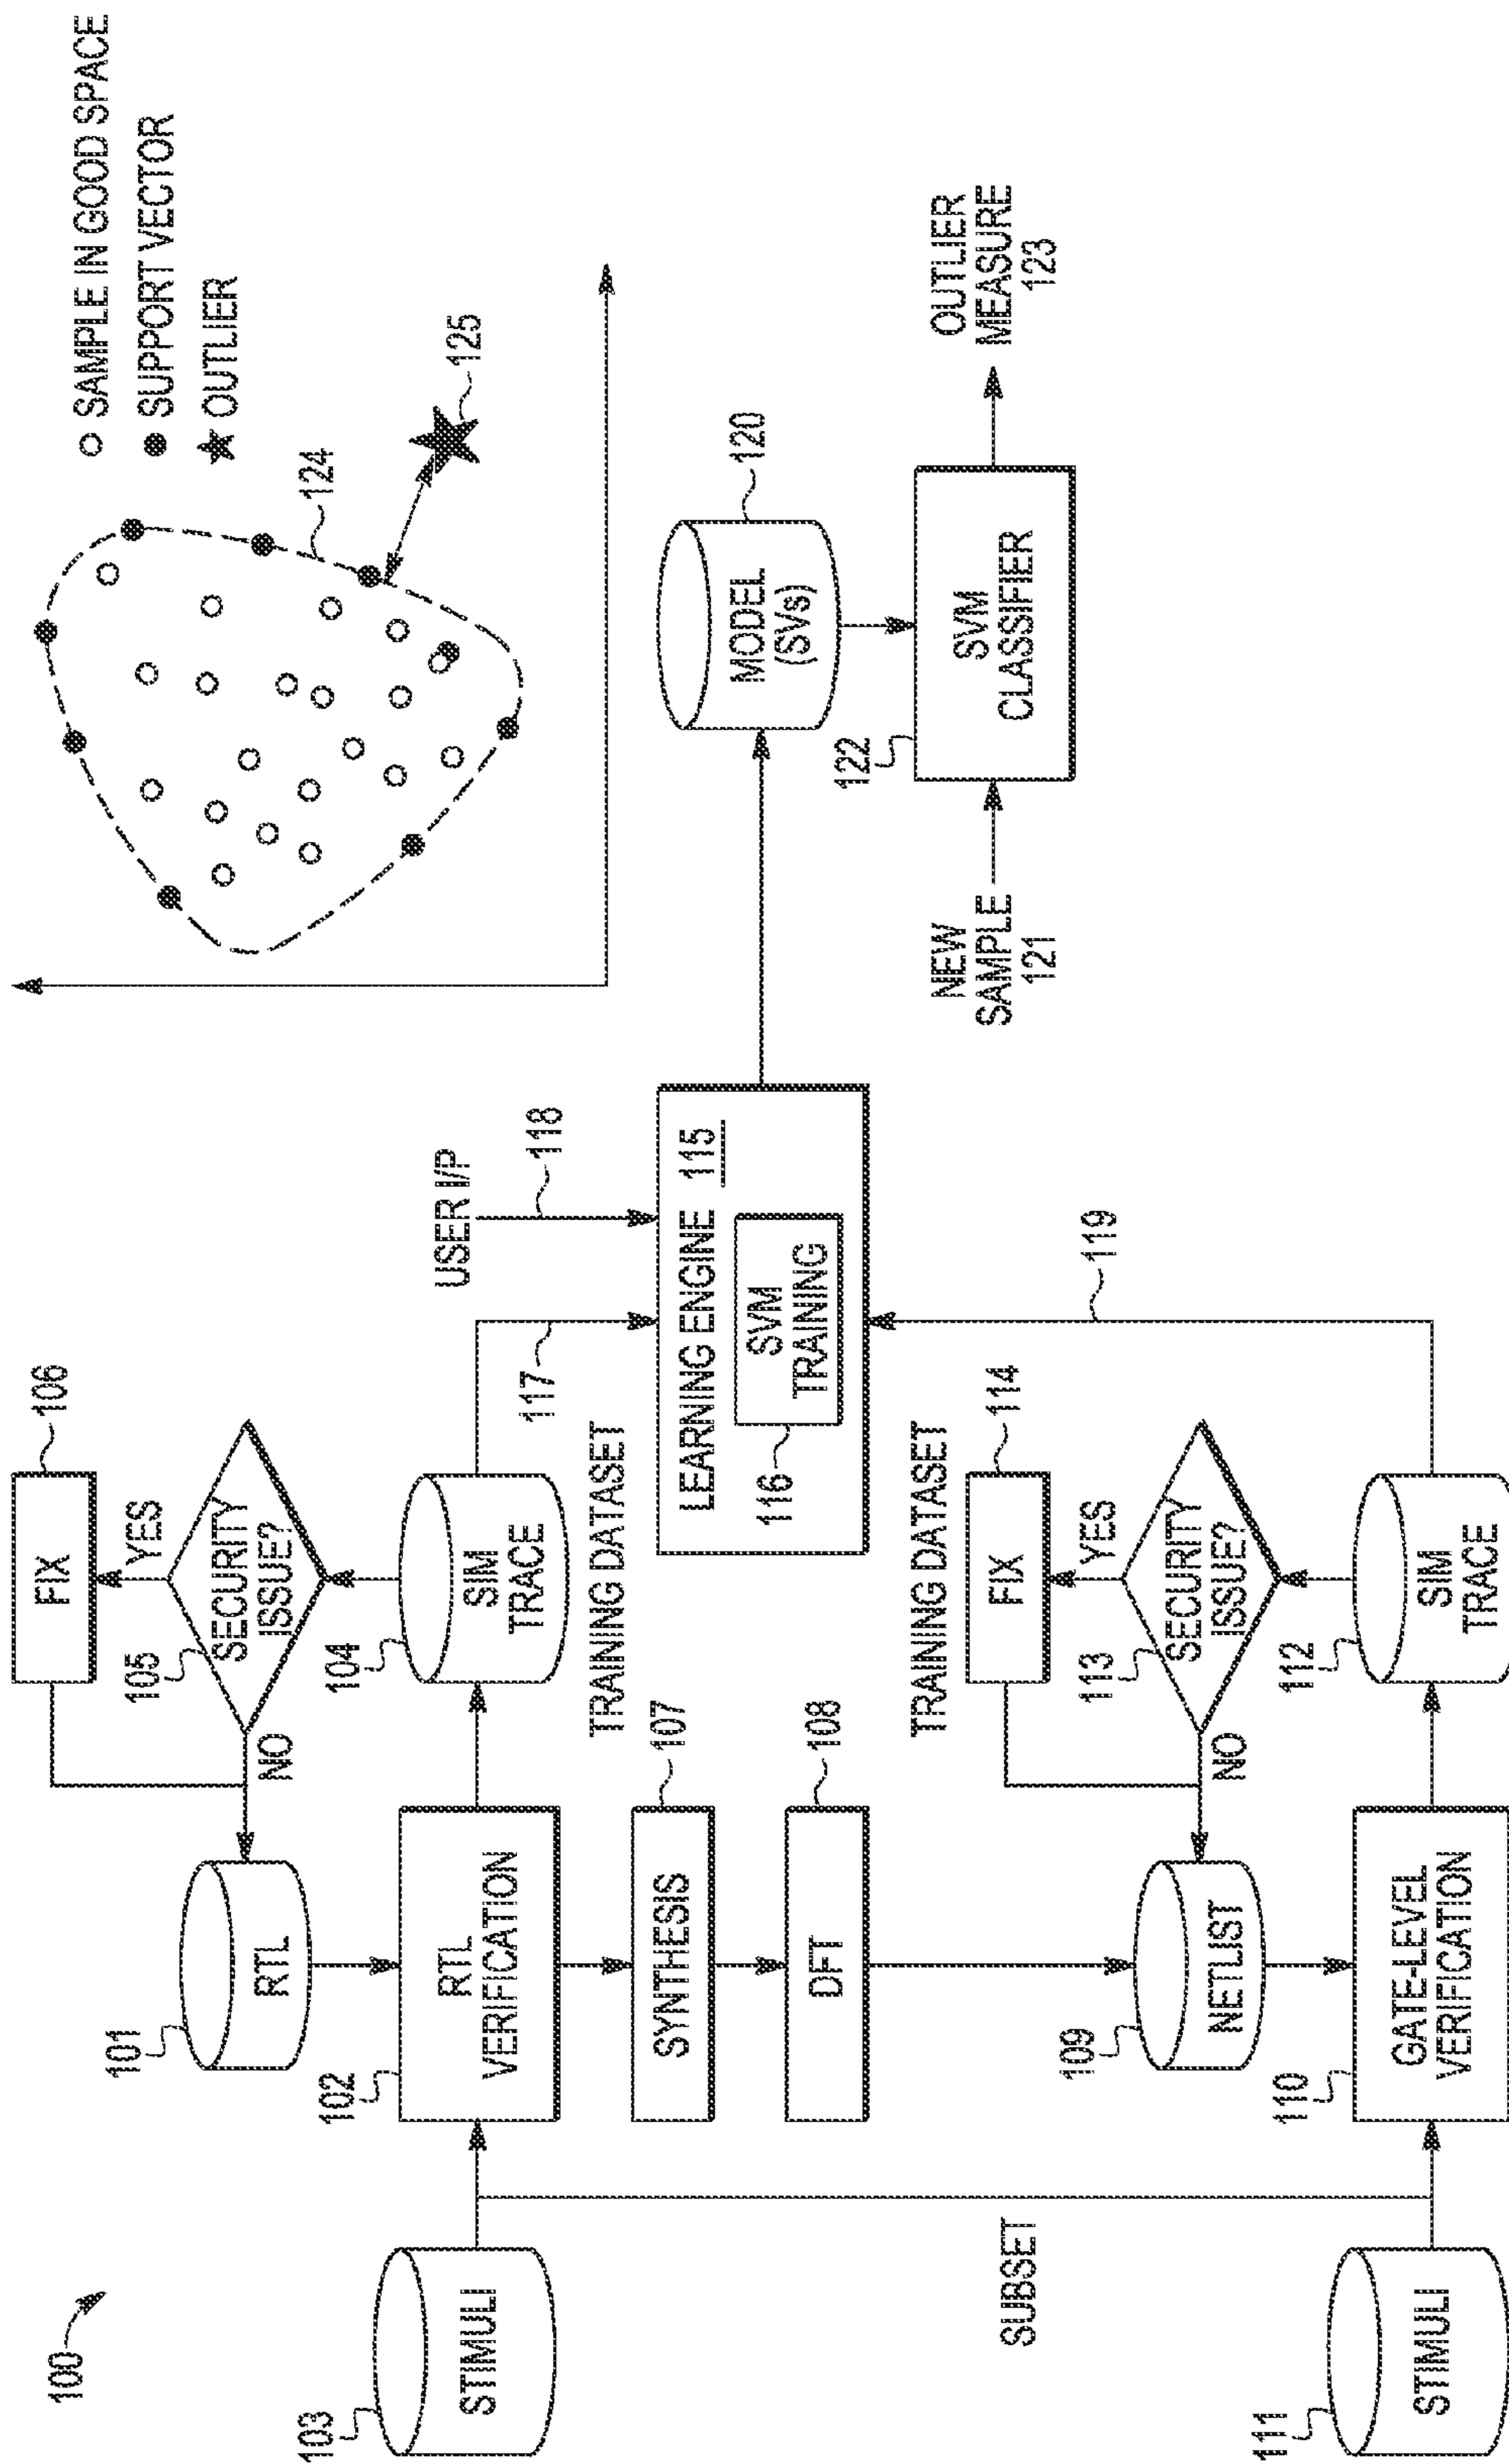 100
103
STIMULI
SUBSET
111
STIMULI
101
RTL
102
RTL
VERIFICATION
SYNTHESIS
107
DFT
108
109
NETLIST
110
GATE-LEVEL
VERIFICATION
FIX
106
YES
105
SECURITY
ISSUE?
NO
104
SIM
TRACE
117
TRAINING DATASET
TRAINING DATASET
FIX
114
YES
113
SECURITY
ISSUE?
NO
112
SIM
TRACE
119
USER I/P
118
LEARNING ENGINE 115
116
SVM
TRAINING
SAMPLE IN GOOD SPACE
SUPPORT VECTOR
OUTLIER
124
125
MODEL
(SVs)
120
NEW
SAMPLE
121
122
SVM
CLASSIFIER
OUTLIER
MEASURE
123